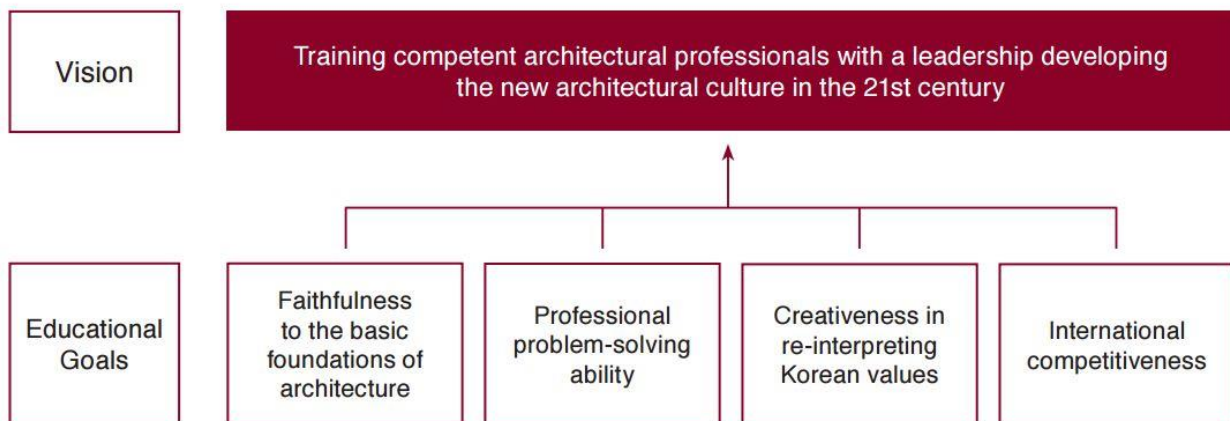 Vision
Training competent architectural professionals with a leadership developing
the new architectural culture in the 21st century
Educational
Goals
Faithfulness
to the basic
foundations of
architecture
Professional
problem-solving
ability
Creativeness in
re-interpreting
Korean values
International
competitiveness